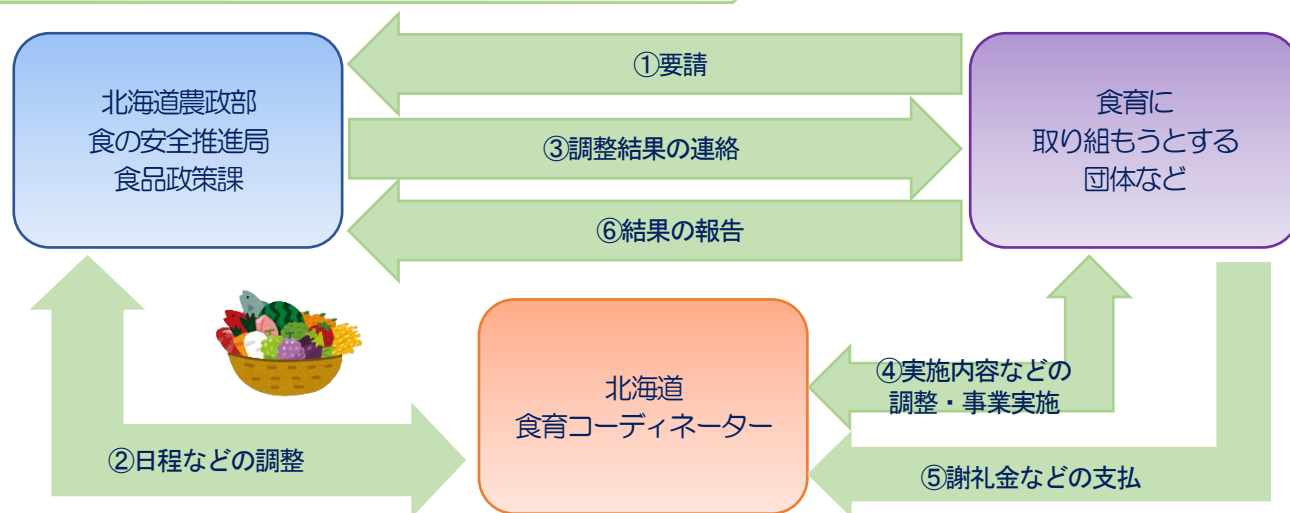 ①要請
北海道農政部
食の安全推進局
食品政策課
食育に
取り組もうとする
団体など
③調整結果の連絡
⑥結果の報告
④実施内容などの
調整・事業実施
北海道
食育コーディネーター
②日程などの調整
⑤謝礼金などの支払